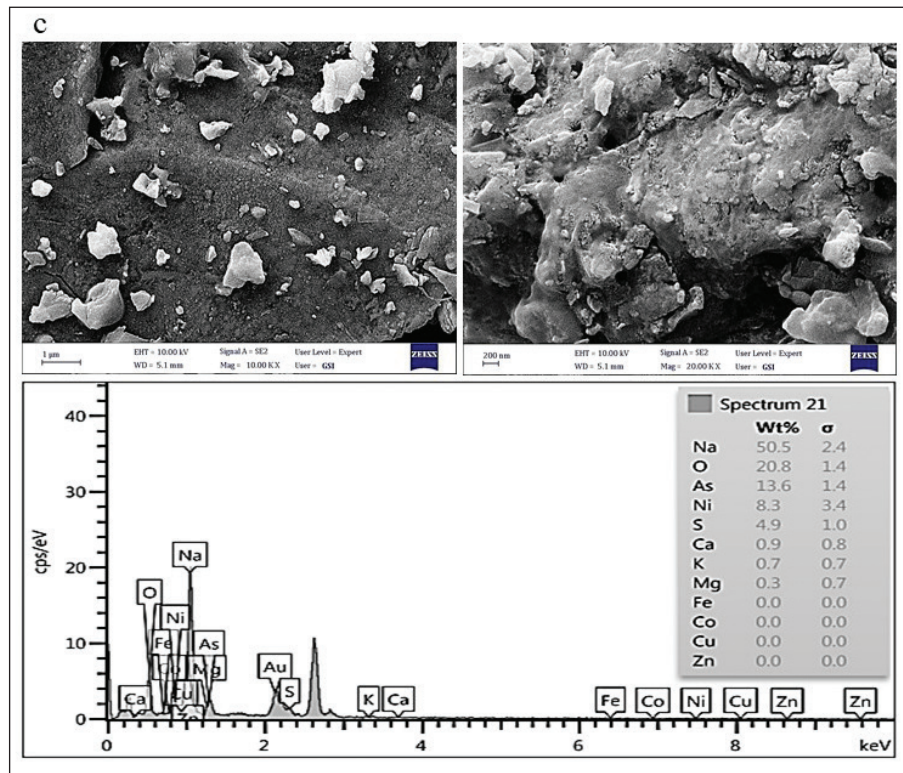 c
1 µm EHT = 10.00 kV Signal A = SE2 User Level = Expert ZEISS
WD = 5.1 mm Mag = 10.00 KX User = GSI
200 nm EHT = 10.00 kV Signal A = SE2 User Level = Expert ZEISS
WD = 5.1 mm Mag = 20.00 KX User = GSI
Spectrum 21
Wt% σ
Na 50.5 2.4
O 20.8 1.4
As 13.6 1.4
Ni 8.3 3.4
S 4.9 1.0
Ca 0.9 0.8
K 0.7 0.7
Mg 0.3 0.7
Fe 0.0 0.0
Co 0.0 0.0
Cu 0.0 0.0
Zn 0.0 0.0
cps/eV
40
30
20
10
0
Na
O
Ni
Fe As
Mg
Au
Ca S K Ca Fe Co Ni Cu Zn Zn
0 2 4 6 8 keV